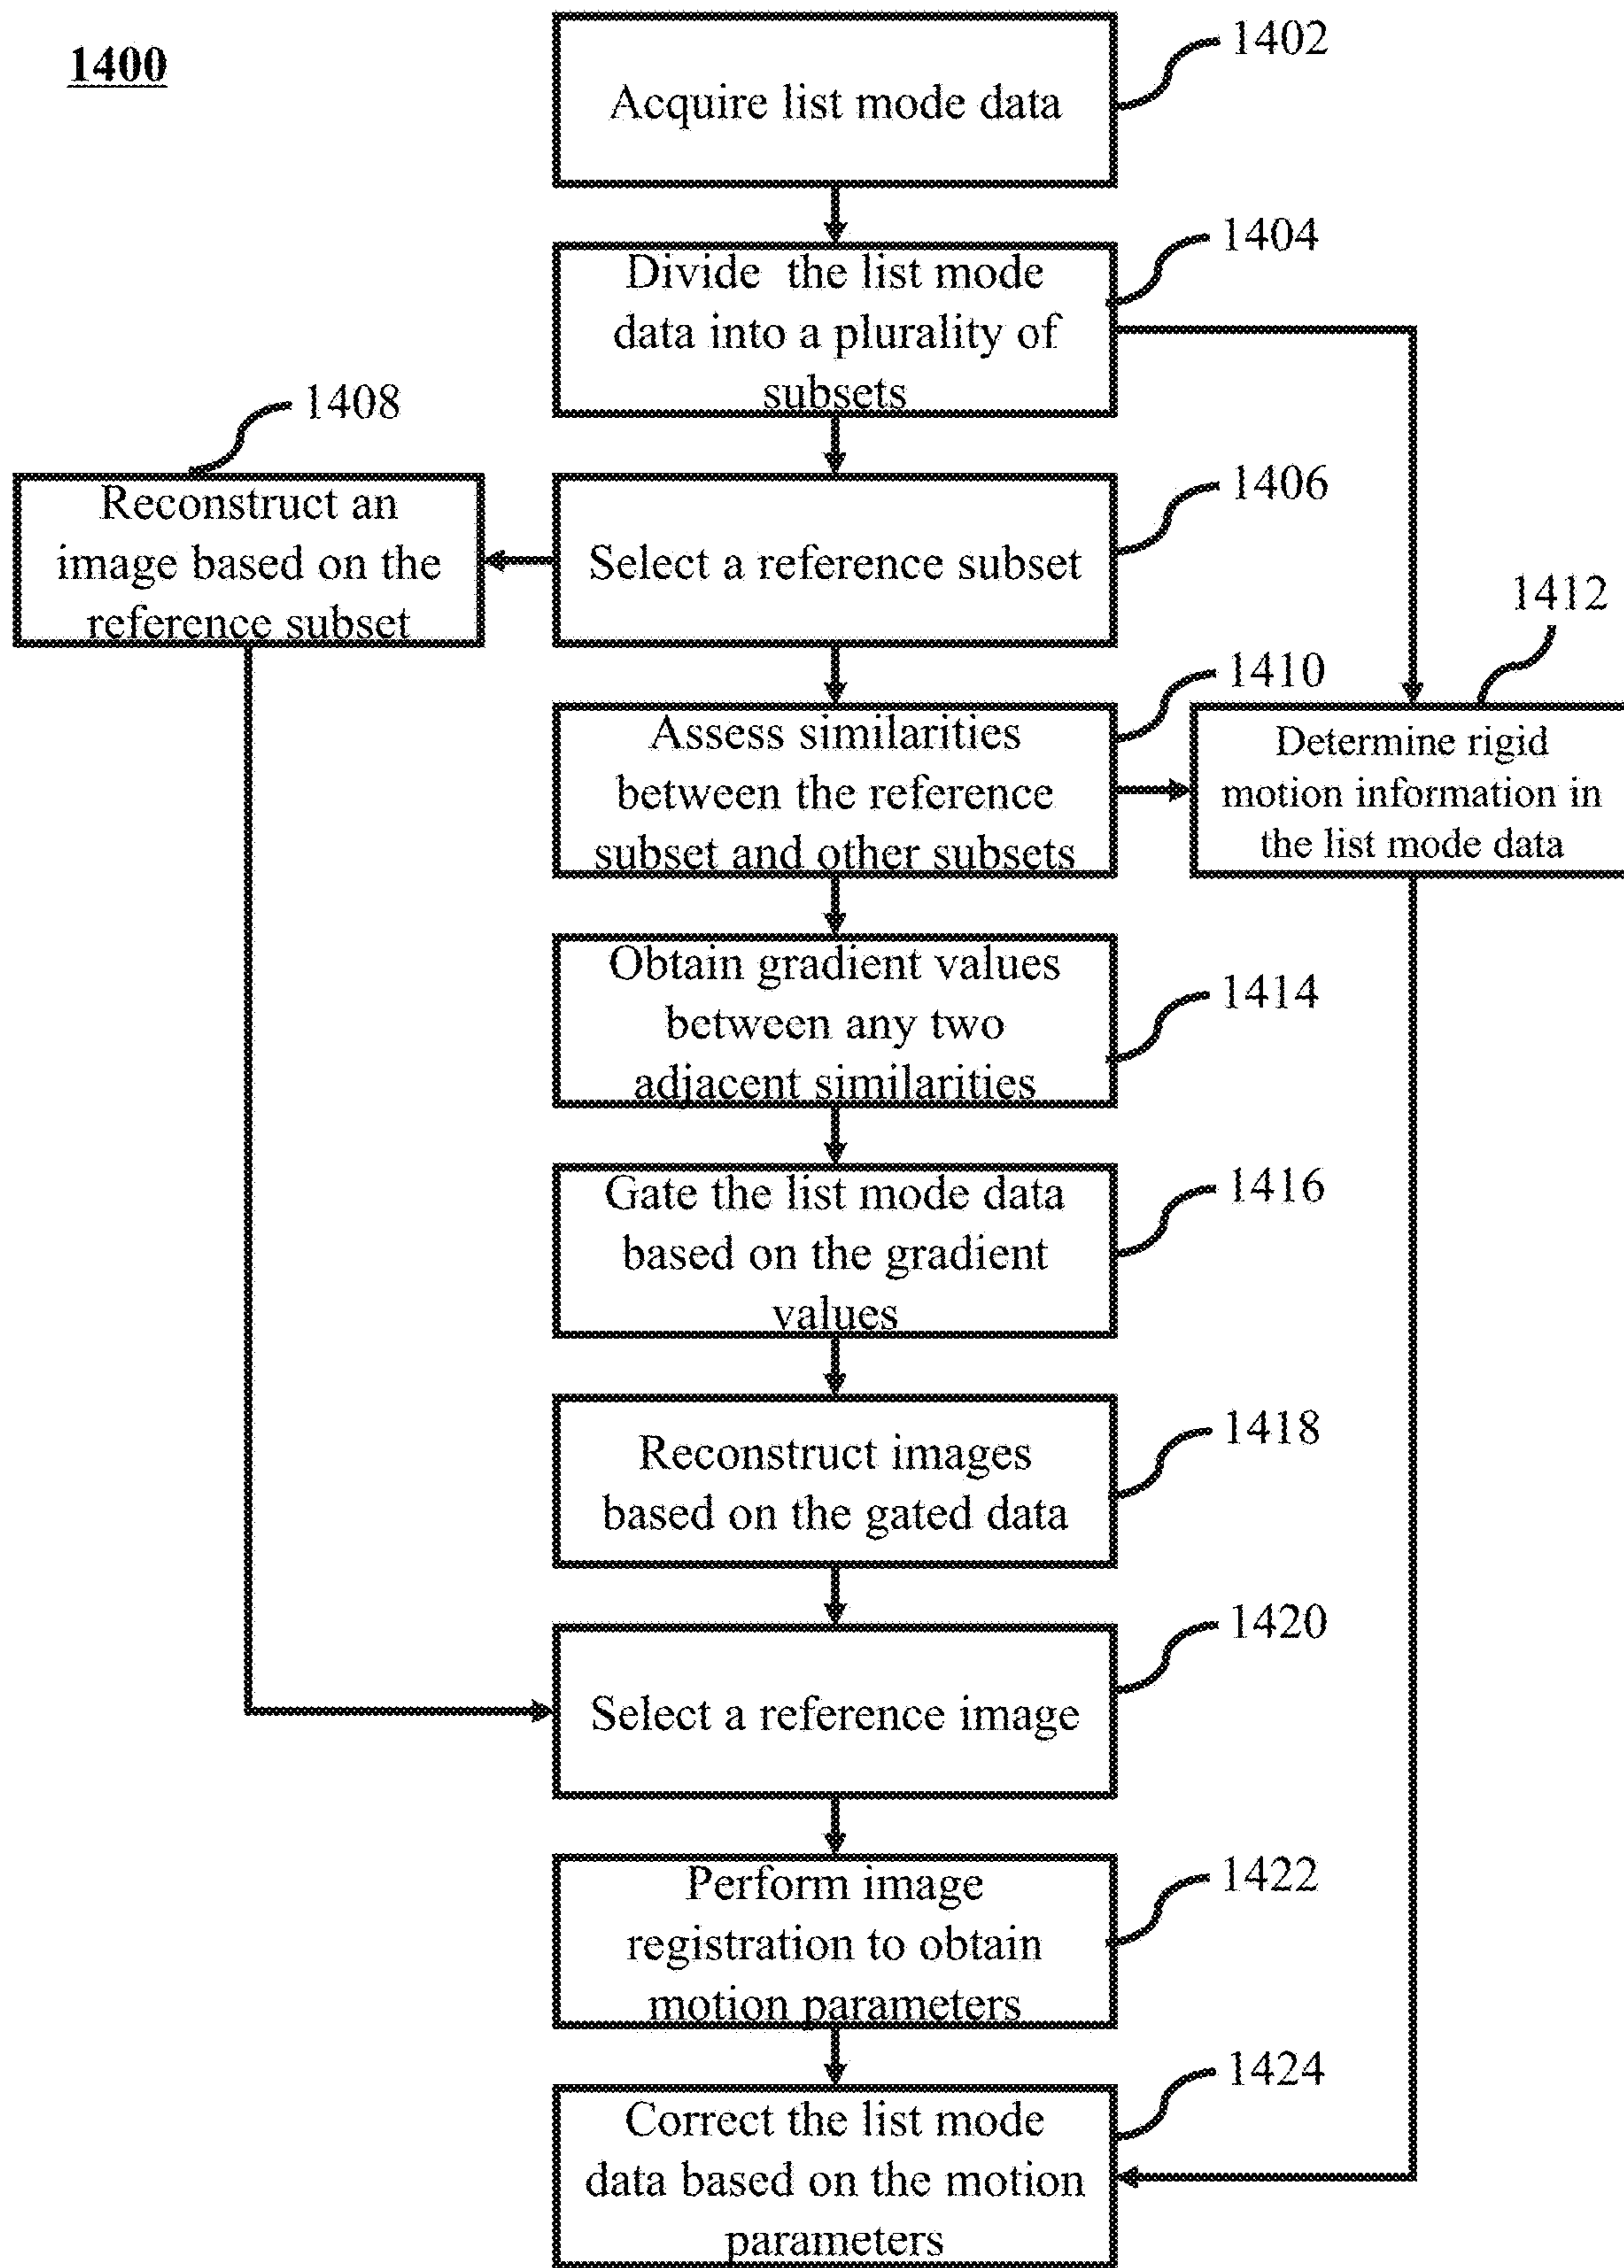 1400
1402
Acquire list mode data
1404
Divide the list mode
data into a plurality of
subsets
1408
Reconstruct an
image based on the
reference subset
1406
Select a reference subset
1412
1410
Assess similarities
between the reference
subset and other subsets
Determine rigid
motion information in
the list mode data
Obtain gradient values
between any two
adjacent similarities
1414
Gate the list mode data
based on the gradient
values
1416
1418
Reconstruct images
based on the gated data
1420
Select a reference image
1422
Perform image
registration to obtain
motion parameters
1424
Correct the list mode
data based on the motion
parameters